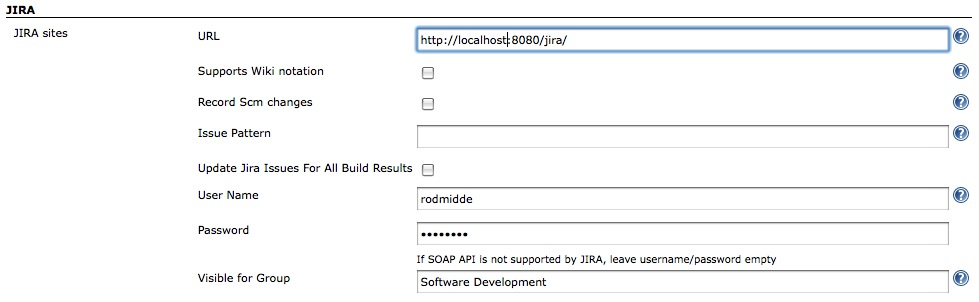 JIRA
JIRA sites
URL
http://localhost:8080/jira/
Supports Wiki notation
Record Scm changes
Issue Pattern
Update Jira Issues For All Build Results
User Name
rodmidde
Password
••••••••
If SOAP API is not supported by JIRA, leave username/password empty
Visible for Group
Software Development